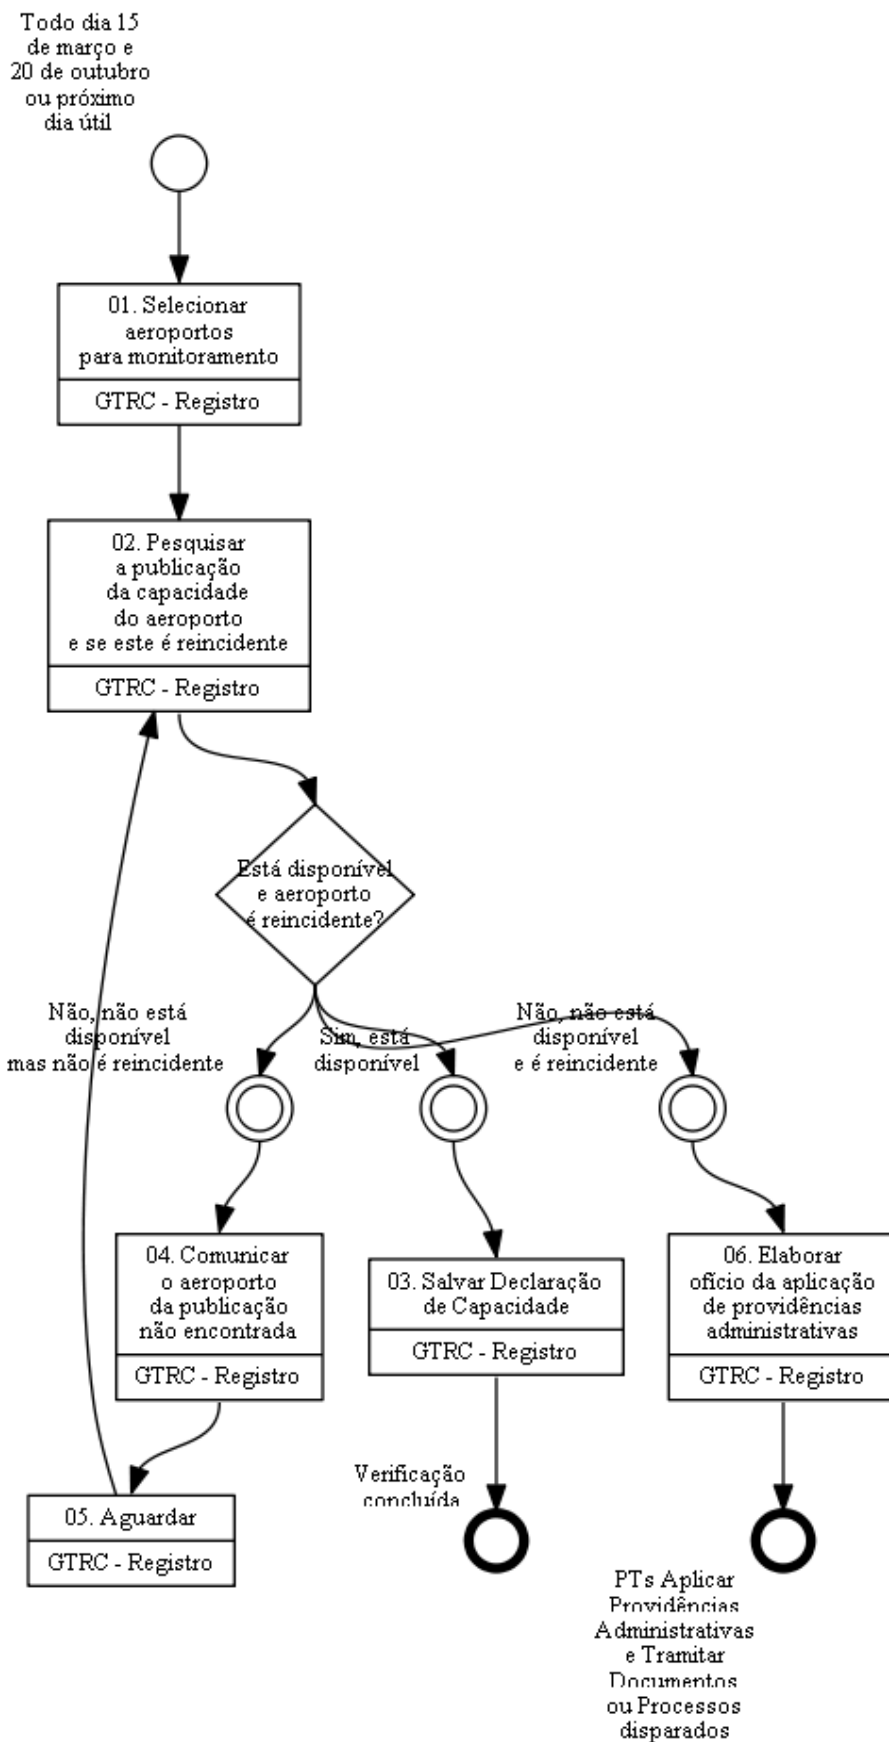 Todo dia 15
de março e
20 de outubro
ou próximo
dia útil
01. Selecionar
aeroportos
para monitoramento
GTRC - Registro
02. Pesquisar
a publicação
da capacidade
do aeroporto
e se este é reincidente
GTRC - Registro
Está disponível
e aeroporto
é reincidente?
Não, não está
disponível
mas não é reincidente
Sim, está
disponível
Não, não está
disponível
e é reincidente
04. Comunicar
o aeroporto
da publicação
não encontrada
GTRC - Registro
03. Salvar Declaração
de Capacidade
GTRC - Registro
06. Elaborar
ofício da aplicação
de providências
administrativas
GTRC - Registro
05. Aguardar
GTRC - Registro
Verificação
concluída
PTs Aplicar
Providências
Administrativas
e Tramitar
Documentos
ou Processos
disparados